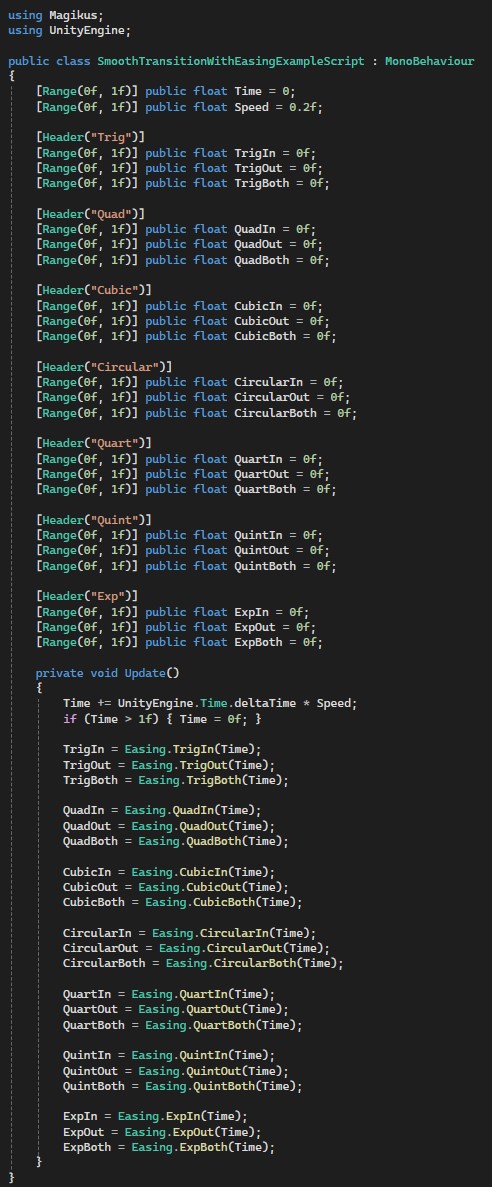 using Magikus;
using UnityEngine;

public class SmoothTransitionWithEasingExampleScript : MonoBehaviour
{
    [Range(0f, 1f)] public float Time = 0;
    [Range(0f, 1f)] public float Speed = 0.2f;

    [Header("Trig")]
    [Range(0f, 1f)] public float TrigIn = 0f;
    [Range(0f, 1f)] public float TrigOut = 0f;
    [Range(0f, 1f)] public float TrigBoth = 0f;

    [Header("Quad")]
    [Range(0f, 1f)] public float QuadIn = 0f;
    [Range(0f, 1f)] public float QuadOut = 0f;
    [Range(0f, 1f)] public float QuadBoth = 0f;

    [Header("Cubic")]
    [Range(0f, 1f)] public float CubicIn = 0f;
    [Range(0f, 1f)] public float CubicOut = 0f;
    [Range(0f, 1f)] public float CubicBoth = 0f;

    [Header("Circular")]
    [Range(0f, 1f)] public float CircularIn = 0f;
    [Range(0f, 1f)] public float CircularOut = 0f;
    [Range(0f, 1f)] public float CircularBoth = 0f;

    [Header("Quart")]
    [Range(0f, 1f)] public float QuartIn = 0f;
    [Range(0f, 1f)] public float QuartOut = 0f;
    [Range(0f, 1f)] public float QuartBoth = 0f;

    [Header("Quint")]
    [Range(0f, 1f)] public float QuintIn = 0f;
    [Range(0f, 1f)] public float QuintOut = 0f;
    [Range(0f, 1f)] public float QuintBoth = 0f;

    [Header("Exp")]
    [Range(0f, 1f)] public float ExpIn = 0f;
    [Range(0f, 1f)] public float ExpOut = 0f;
    [Range(0f, 1f)] public float ExpBoth = 0f;

    private void Update()
    {
        Time += UnityEngine.Time.deltaTime * Speed;
        if (Time > 1f) { Time = 0f; }

        TrigIn = Easing.TrigIn(Time);
        TrigOut = Easing.TrigOut(Time);
        TrigBoth = Easing.TrigBoth(Time);

        QuadIn = Easing.QuadIn(Time);
        QuadOut = Easing.QuadOut(Time);
        QuadBoth = Easing.QuadBoth(Time);

        CubicIn = Easing.CubicIn(Time);
        CubicOut = Easing.CubicOut(Time);
        CubicBoth = Easing.CubicBoth(Time);

        CircularIn = Easing.CircularIn(Time);
        CircularOut = Easing.CircularOut(Time);
        CircularBoth = Easing.CircularBoth(Time);

        QuartIn = Easing.QuartIn(Time);
        QuartOut = Easing.QuartOut(Time);
        QuartBoth = Easing.QuartBoth(Time);

        QuintIn = Easing.QuintIn(Time);
        QuintOut = Easing.QuintOut(Time);
        QuintBoth = Easing.QuintBoth(Time);

        ExpIn = Easing.ExpIn(Time);
        ExpOut = Easing.ExpOut(Time);
        ExpBoth = Easing.ExpBoth(Time);
    }
}